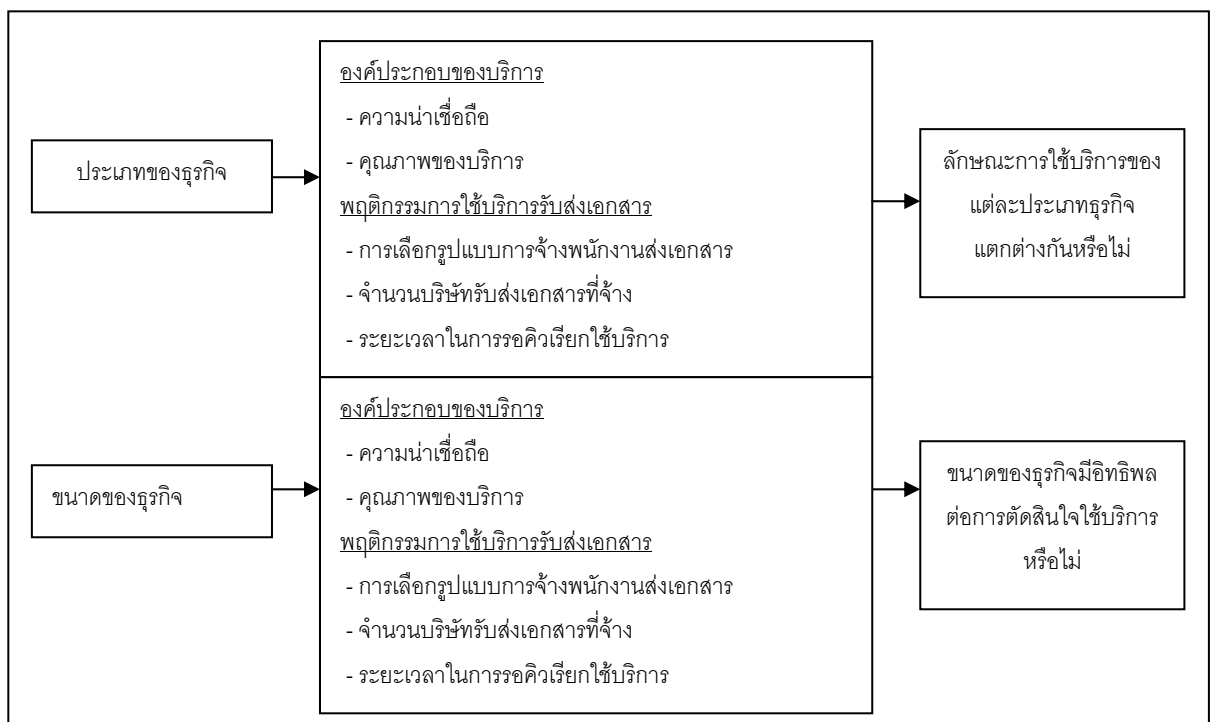 ประเภทของธุรกิจ
องค์ประกอบของบริการ
- ความน่าเชื่อถือ
- คุณภาพของบริการ
พฤติกรรมการใช้บริการรับส่งเอกสาร
- การเลือกรูปแบบการจ้างพนักงานส่งเอกสาร
- จำนวนบริษัทรับส่งเอกสารที่จ้าง
- ระยะเวลาในการรอคิวเรียกใช้บริการ
ลักษณะการใช้บริการของ
แต่ละประเภทธุรกิจ
แตกต่างกันหรือไม่
ขนาดของธุรกิจ
องค์ประกอบของบริการ
- ความน่าเชื่อถือ
- คุณภาพของบริการ
พฤติกรรมการใช้บริการรับส่งเอกสาร
- การเลือกรูปแบบการจ้างพนักงานส่งเอกสาร
- จำนวนบริษัทรับส่งเอกสารที่จ้าง
- ระยะเวลาในการรอคิวเรียกใช้บริการ
ขนาดของธุรกิจมีอิทธิพล
ต่อการตัดสินใจใช้บริการ
หรือไม่